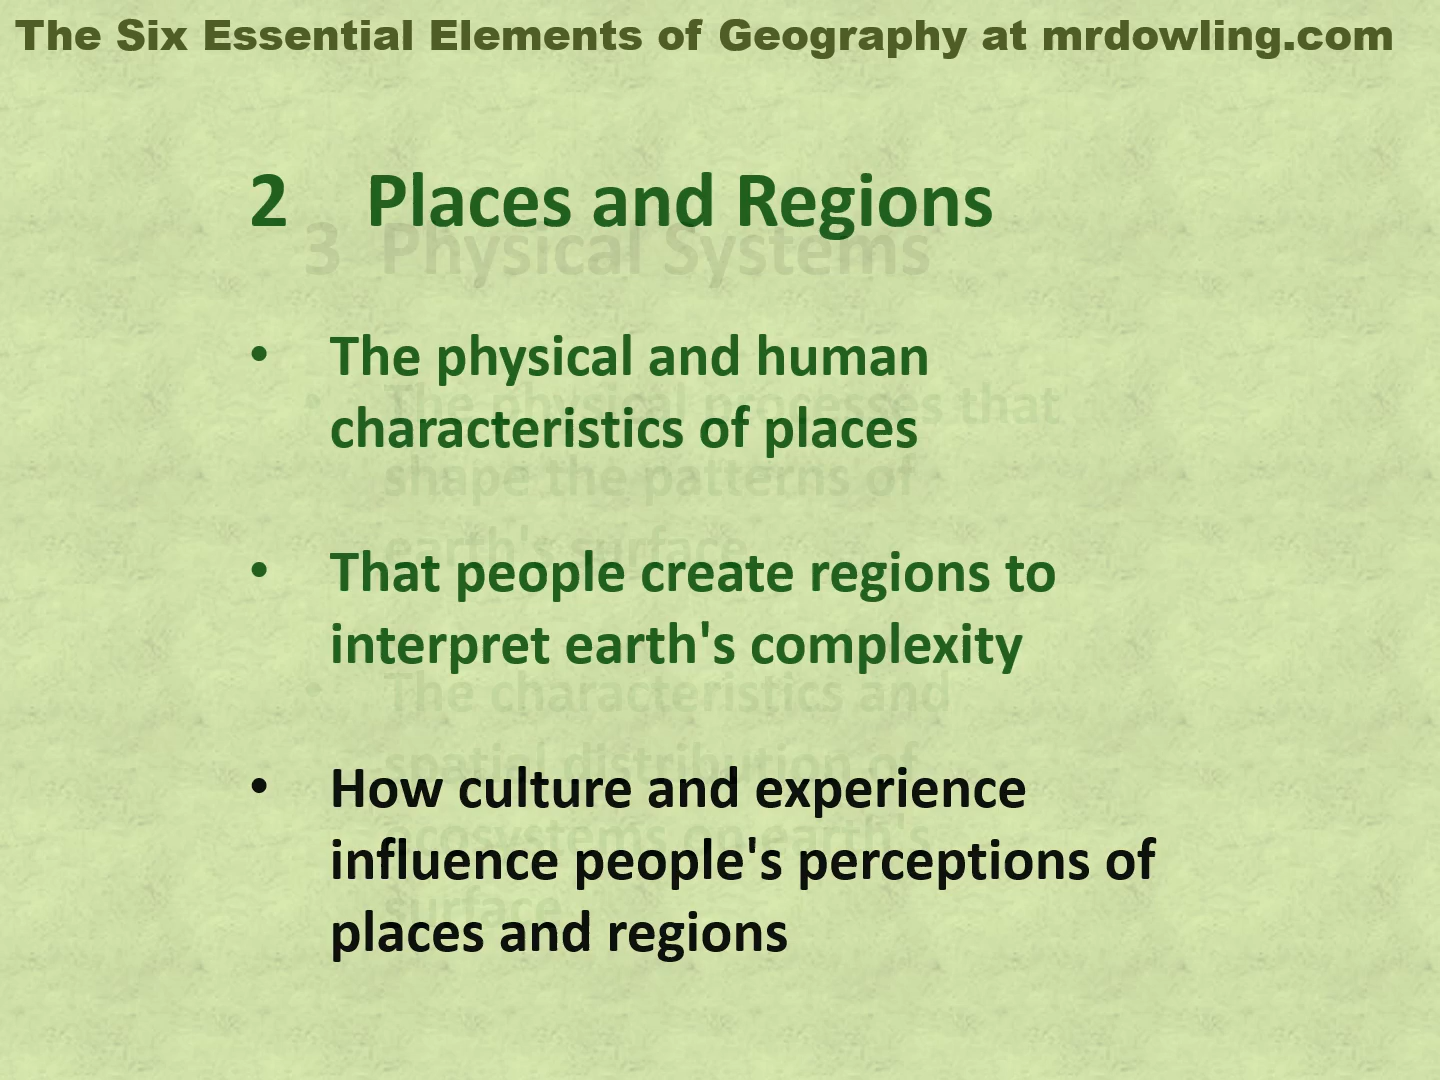 The Six Essential Elements of Geography at mrdowling.com
2 Places and Regions
3 Physical Systems
• The physical and human
characteristics of places
• The physical processes that
shape the patterns of
earth's surface
• That people create regions to
interpret earth's complexity
• The characteristics and
spatial distribution of
ecosystems on earth's
surface
• How culture and experience
influence people's perceptions of
places and regions